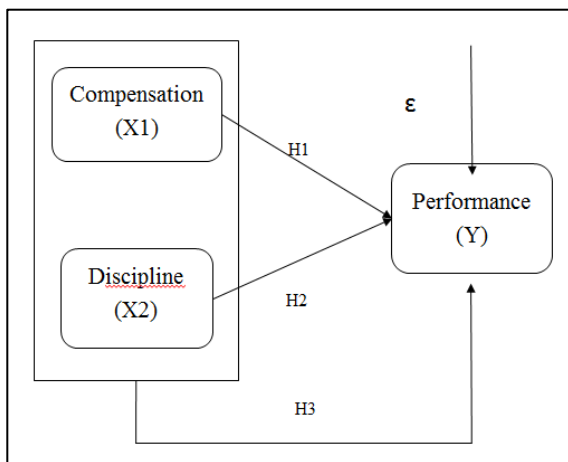 Compensation
(X1)
ε
H1
Performance
(Y)
Discipline
(X2)
H2
H3